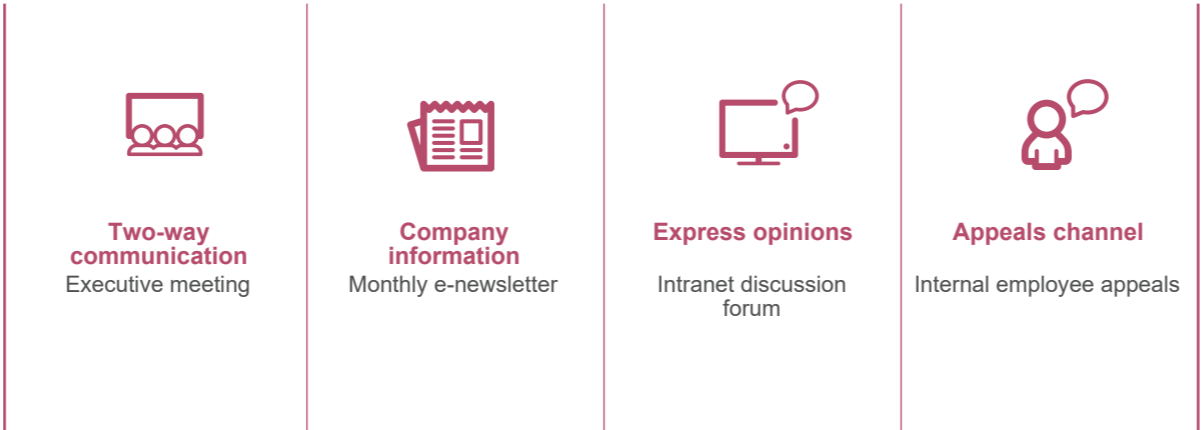 Two-way
communication
Executive meeting
Company
information
Monthly e-newsletter
Express opinions
Intranet discussion
forum
Appeals channel
Internal employee appeals